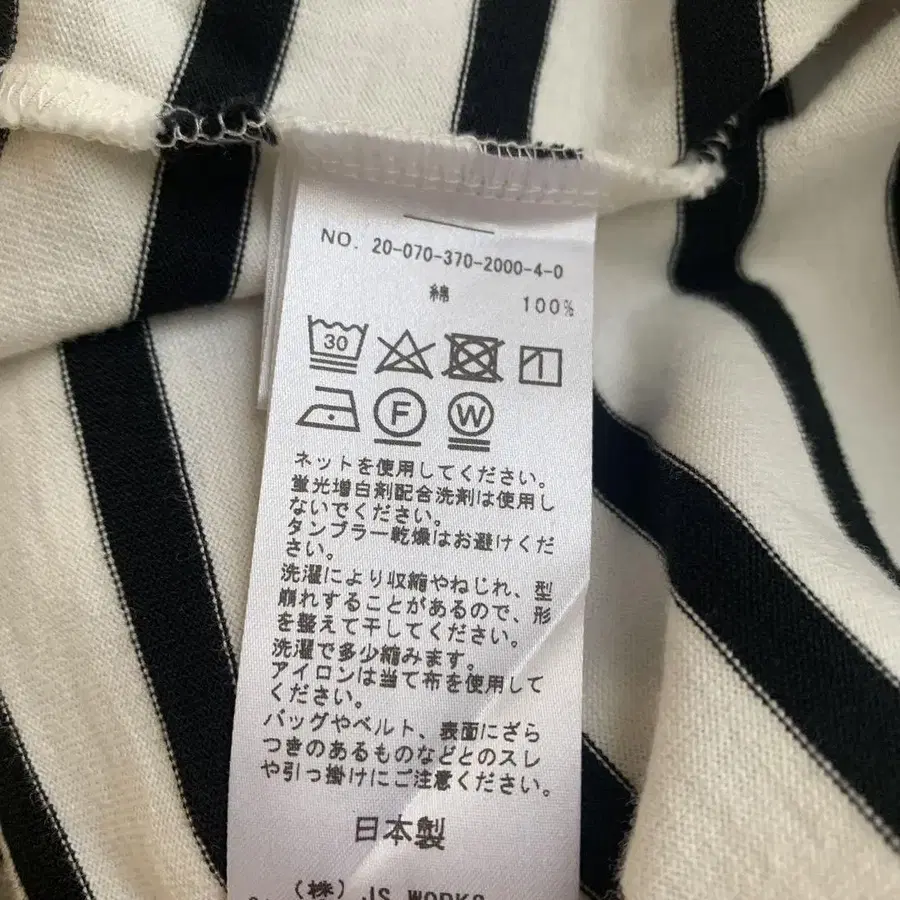 NO. 20-070-370-2000-4-0
綿 100%
30
F W
ネットを使用してください。
蛍光増白剤配合洗剤は使用し
ないでください。
タンブラー乾燥はお避けくだ
さい。
洗濯により収縮やねじれ、型
崩れすることがあるので、形
を整えて干してください。
洗濯で多少縮みます。
アイロンは当て布を使用して
ください。
バッグやベルト、表面にざら
つきのあるものなどとのスレ
や引っ掛けにご注意ください。
日本製
(株) JS WORKS